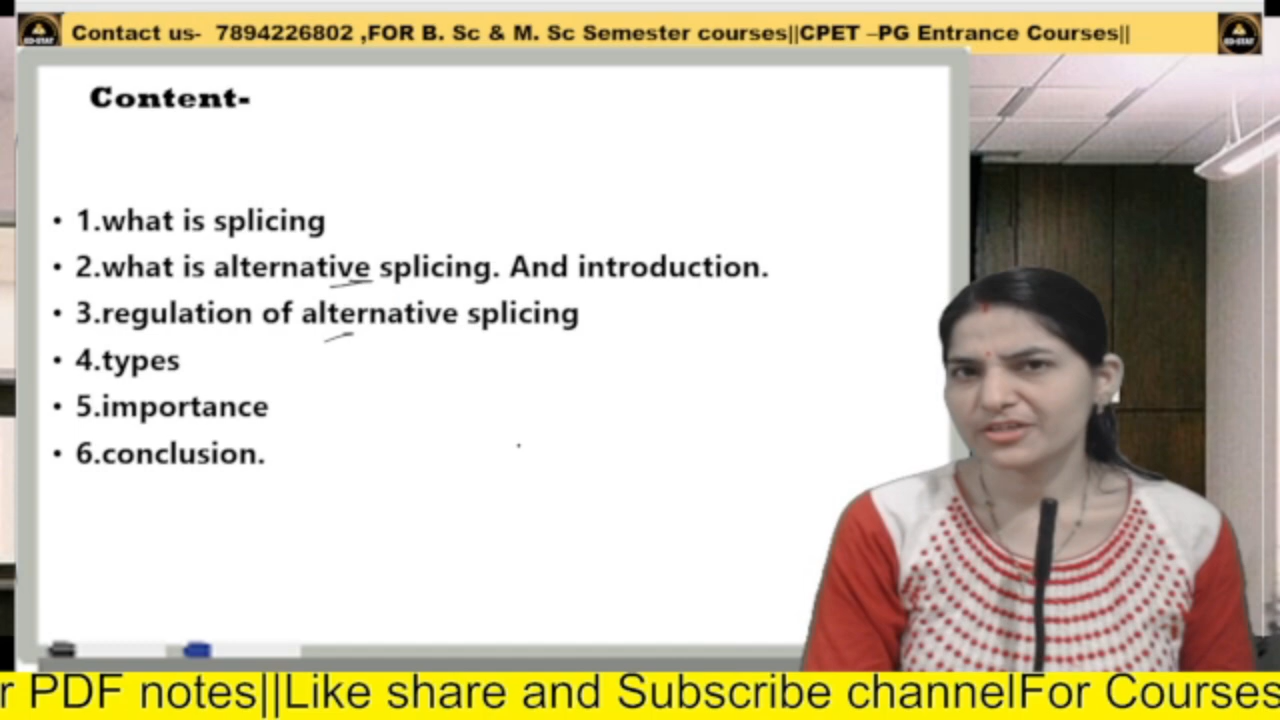 Contact us- 7894226802 ,FOR B. Sc & M. Sc Semester courses||CPET –PG Entrance Courses||
Content-
• 1.what is splicing
• 2.what is alternative splicing. And introduction.
• 3.regulation of alternative splicing
• 4.types
• 5.importance
• 6.conclusion.
r PDF notes||Like share and Subscribe channelFor Courses